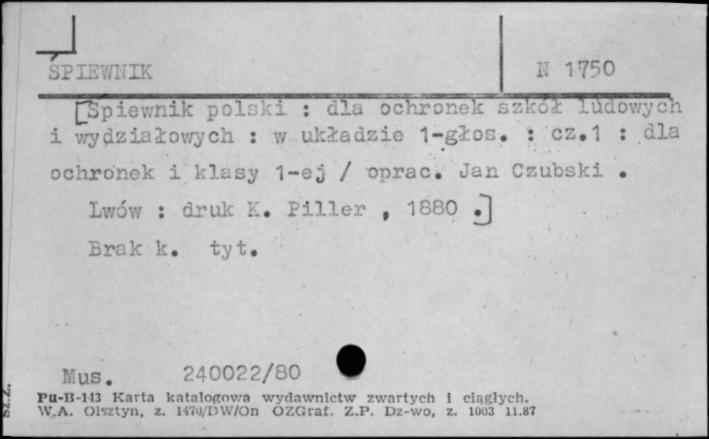 ŚPIEWNIK
N 1750
[Śpiewnik polski : dla ochronek szkół ludowych
i wydziałowych : w układzie 1-głos. : cz.1 : dla
ochronek i klasy 1-ej / oprac. Jan Czubski .
Lwów : druk K. Piller , 1880 .]
Brak k. tyt.
Mus. 240022/80
Pu-B-143 Karta katalogowa wydawnictw zwartych i ciągłych.
W.A. Olsztyn, z. 1470/DW/On OZGraf. Z.P. Dz-wo, z. 1003 11.87